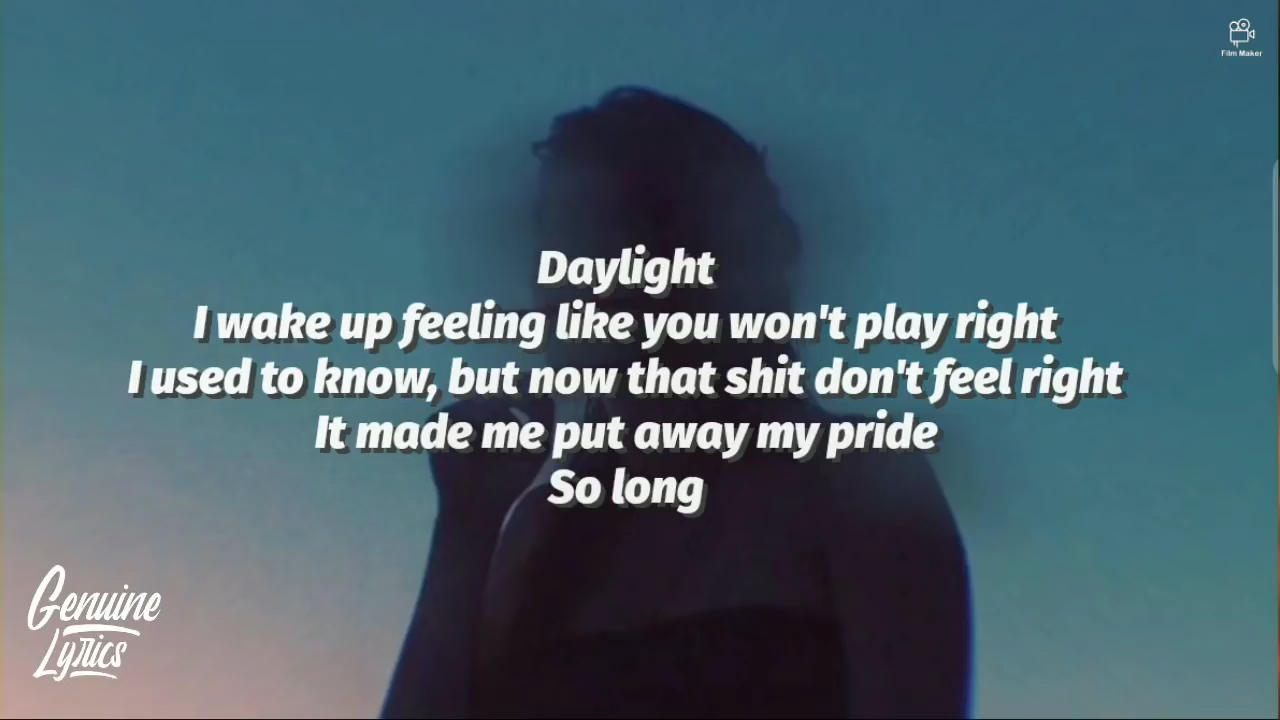 Film Maker
Daylight
I wake up feeling like you won't play right
I used to know, but now that shit don't feel right
It made me put away my pride
So long
Genuine
Lyrics